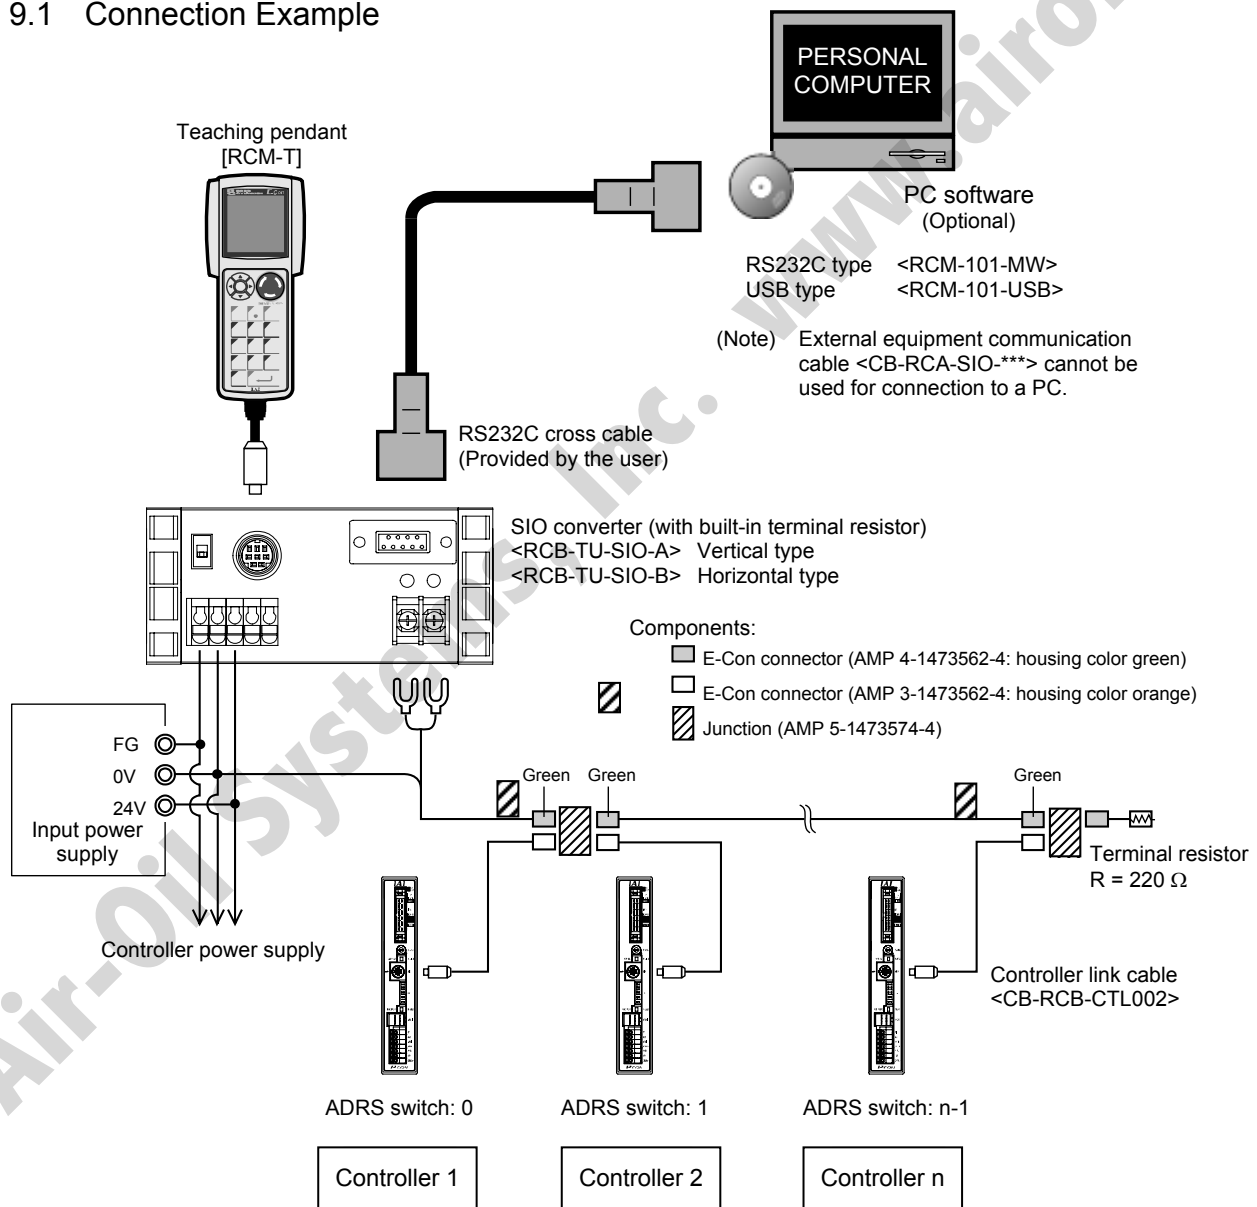 9.1 Connection Example
PERSONAL
COMPUTER
Teaching pendant
[RCM-T]
PC software
(Optional)
RS232C type <RCM-101-MW>
USB type <RCM-101-USB>
(Note) External equipment communication
cable <CB-RCA-SIO-***> cannot be
used for connection to a PC.
RS232C cross cable
(Provided by the user)
SIO converter (with built-in terminal resistor)
<RCB-TU-SIO-A> Vertical type
<RCB-TU-SIO-B> Horizontal type
Components:
E-Con connector (AMP 4-1473562-4: housing color green)
E-Con connector (AMP 3-1473562-4: housing color orange)
Junction (AMP 5-1473574-4)
FG
0V
24V
Input power
supply
Green Green Green
Terminal resistor
R = 220 Ω
Controller power supply
Controller link cable
<CB-RCB-CTL002>
ADRS switch: 0 ADRS switch: 1 ADRS switch: n-1
Controller 1 Controller 2 Controller n
Air-Oil Systems, Inc. www.airo